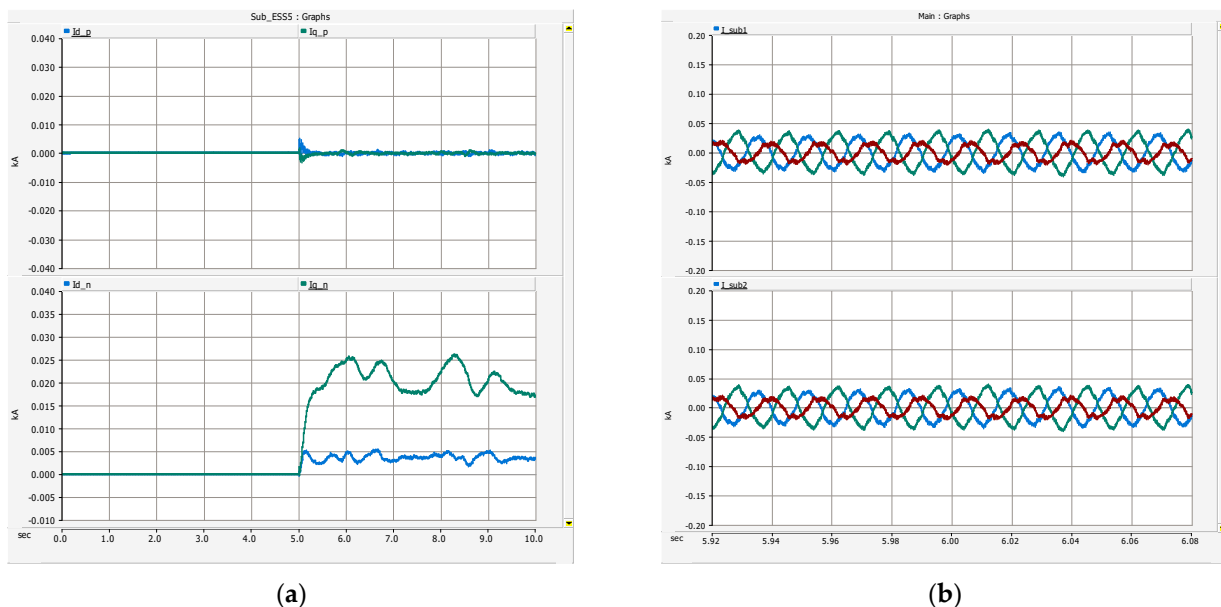 Sub_ESS5 : Graphs
Id_p Iq_p
0.040
0.030
0.020
0.010
0.000
-0.010
-0.020
-0.030
-0.040
kA
Id_n Iq_n
0.040
0.035
0.030
0.025
0.020
0.015
0.010
0.005
0.000
-0.005
-0.010
kA
sec 0.0 1.0 2.0 3.0 4.0 5.0 6.0 7.0 8.0 9.0 10.0
(a)
Main : Graphs
I_sub1
0.20
0.15
0.10
0.05
0.00
-0.05
-0.10
-0.15
-0.20
kA
I_sub2
0.20
0.15
0.10
0.05
0.00
-0.05
-0.10
-0.15
-0.20
kA
sec 5.92 5.94 5.96 5.98 6.00 6.02 6.04 6.06 6.08
(b)